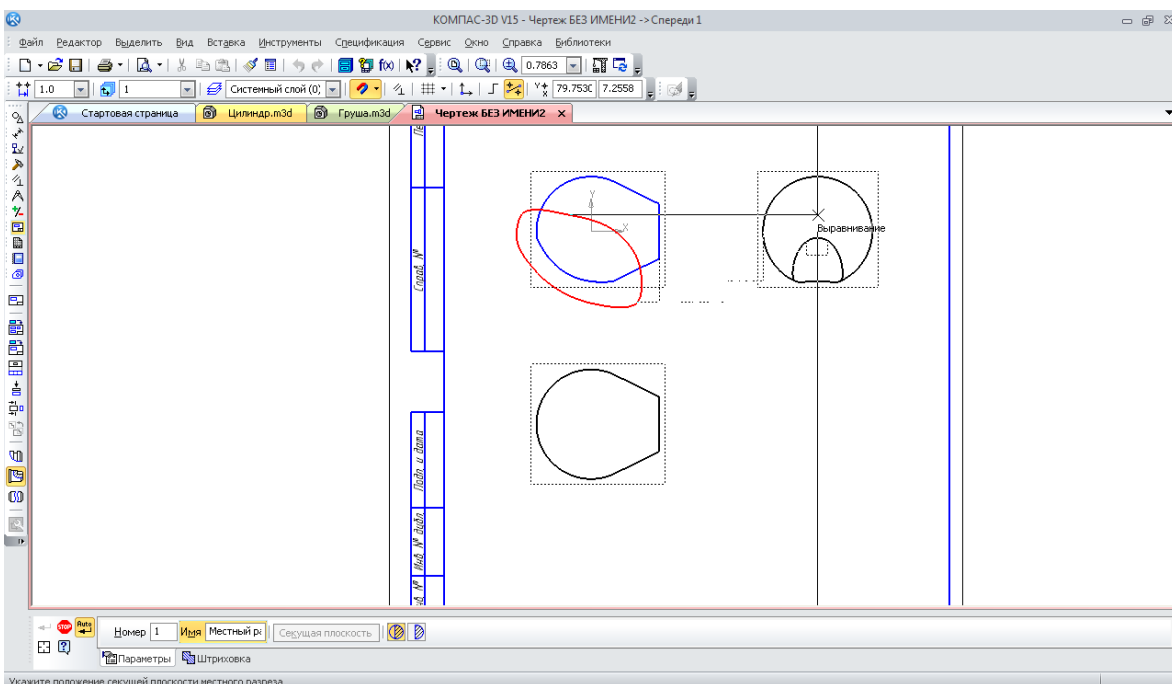 КОМПАС-3D V15 - Чертеж БЕЗ ИМЕНИ2 ->Спереди 1
Файл Редактор Выделить Вид Вставка Инструменты Спецификация Сервис Окно Справка Библиотеки
0.7863
1.0 1 Системный слой (0) 79.753 7.2558
Стартовая страница Цилиндр.m3d Груша.m3d Чертеж БЕЗ ИМЕНИ2
Y
X
Выравнивание
Справ. №
Подп. и дата
Инв. № дубл.
Номер 1 Имя Местный ра Секущая плоскость
Параметры Штриховка
Укажите положение секущей плоскости местного разреза